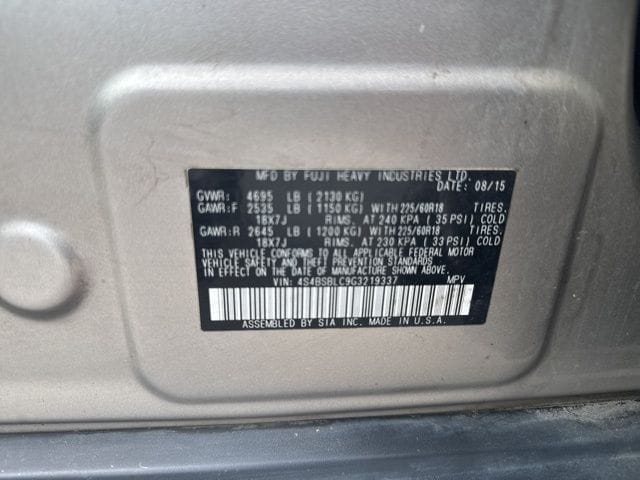 MFD BY FUJI HEAVY INDUSTRIES LTD.
DATE: 08/15
GVWR: 4695 LB ( 2130 KG)
GAWR:F 2535 LB ( 1150 KG) WITH 225/60R18 TIRES.
18X7J RIMS. AT 240 KPA ( 35 PSI) COLD
GAWR:R 2645 LB ( 1200 KG) WITH 225/60R18 TIRES.
18X7J RIMS. AT 230 KPA ( 33 PSI) COLD
THIS VEHICLE CONFORMS TO ALL APPLICABLE FEDERAL MOTOR
VEHICLE SAFETY AND THEFT PREVENTION STANDARDS IN
EFFECT ON THE DATE OF MANUFACTURE SHOWN ABOVE.
VIN: 4S4BSBLC9G3219337 MPV
ASSEMBLED BY SIA INC. MADE IN U.S.A.